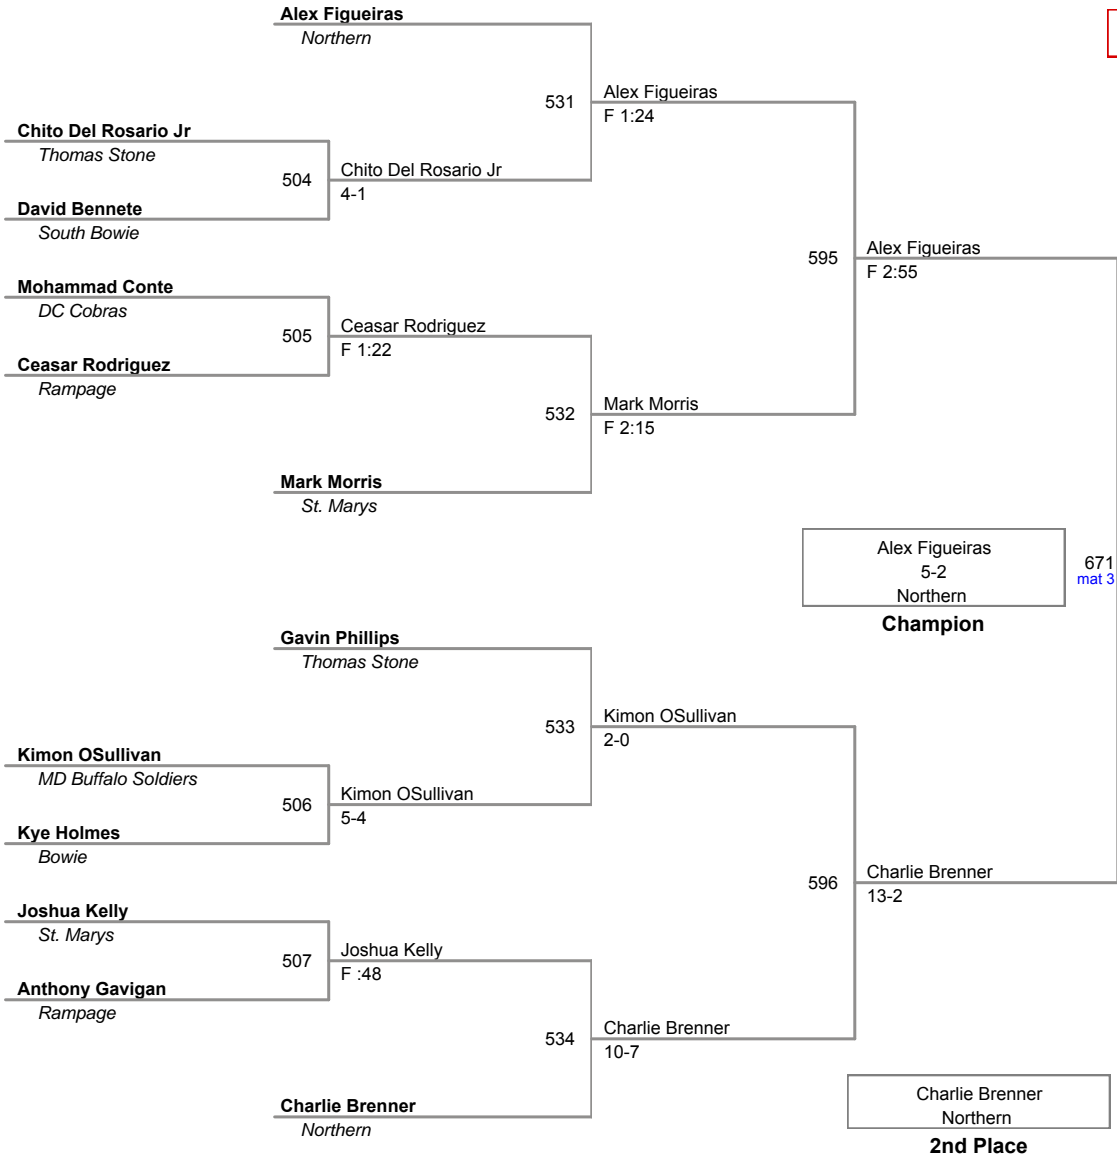 Alex Figueiras
Northern
531
Alex Figueiras
F 1:24
Chito Del Rosario Jr
Thomas Stone
504
Chito Del Rosario Jr
4-1
David Bennete
South Bowie
595
Alex Figueiras
F 2:55
Mohammad Conte
DC Cobras
505
Ceasar Rodriguez
F 1:22
Ceasar Rodriguez
Rampage
532
Mark Morris
F 2:15
Mark Morris
St. Marys
Alex Figueiras
5-2
Northern
Champion
671
mat 3
Gavin Phillips
Thomas Stone
533
Kimon OSullivan
2-0
Kimon OSullivan
MD Buffalo Soldiers
506
Kimon OSullivan
5-4
Kye Holmes
Bowie
596
Charlie Brenner
13-2
Joshua Kelly
St. Marys
507
Joshua Kelly
F :48
Anthony Gavigan
Rampage
534
Charlie Brenner
10-7
Charlie Brenner
Northern
Charlie Brenner
Northern
2nd Place